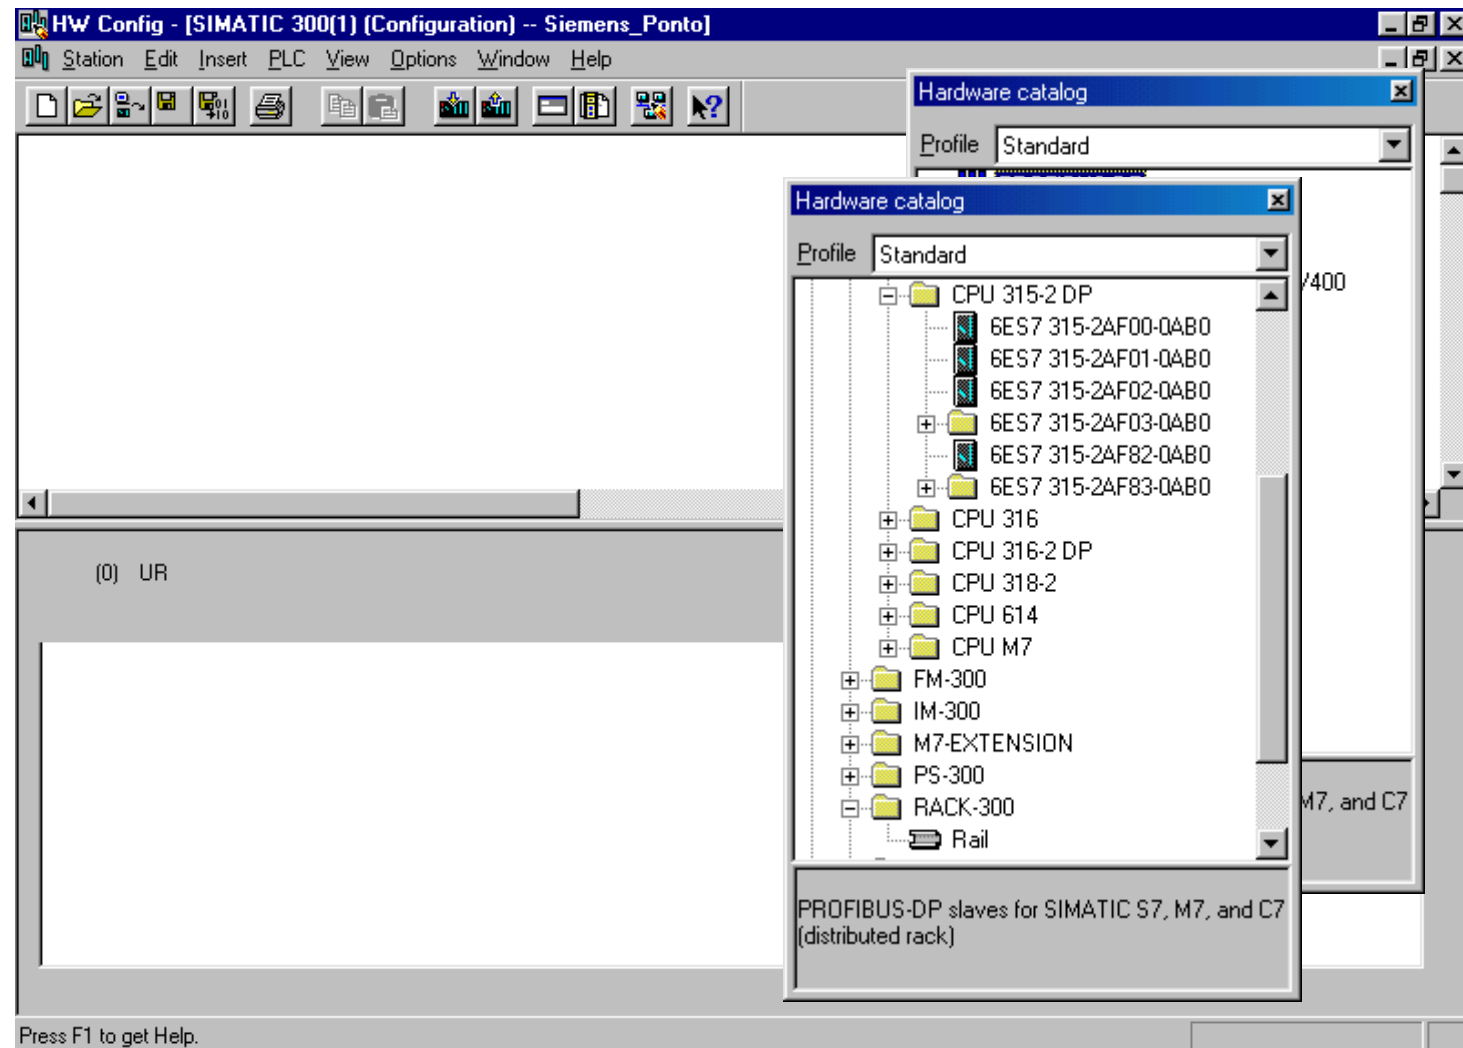 HW Config - [SIMATIC 300(1) (Configuration) -- Siemens_Ponto]
Station Edit Insert PLC View Options Window Help
Hardware catalog
Profile Standard
/400
M7, and C7
Hardware catalog
Profile Standard
CPU 315-2 DP
6ES7 315-2AF00-0AB0
6ES7 315-2AF01-0AB0
6ES7 315-2AF02-0AB0
6ES7 315-2AF03-0AB0
6ES7 315-2AF82-0AB0
6ES7 315-2AF83-0AB0
CPU 316
CPU 316-2 DP
CPU 318-2
CPU 614
CPU M7
FM-300
IM-300
M7-EXTENSION
PS-300
RACK-300
Rail
PROFIBUS-DP slaves for SIMATIC S7, M7, and C7
(distributed rack)
(0) UR
Press F1 to get Help.